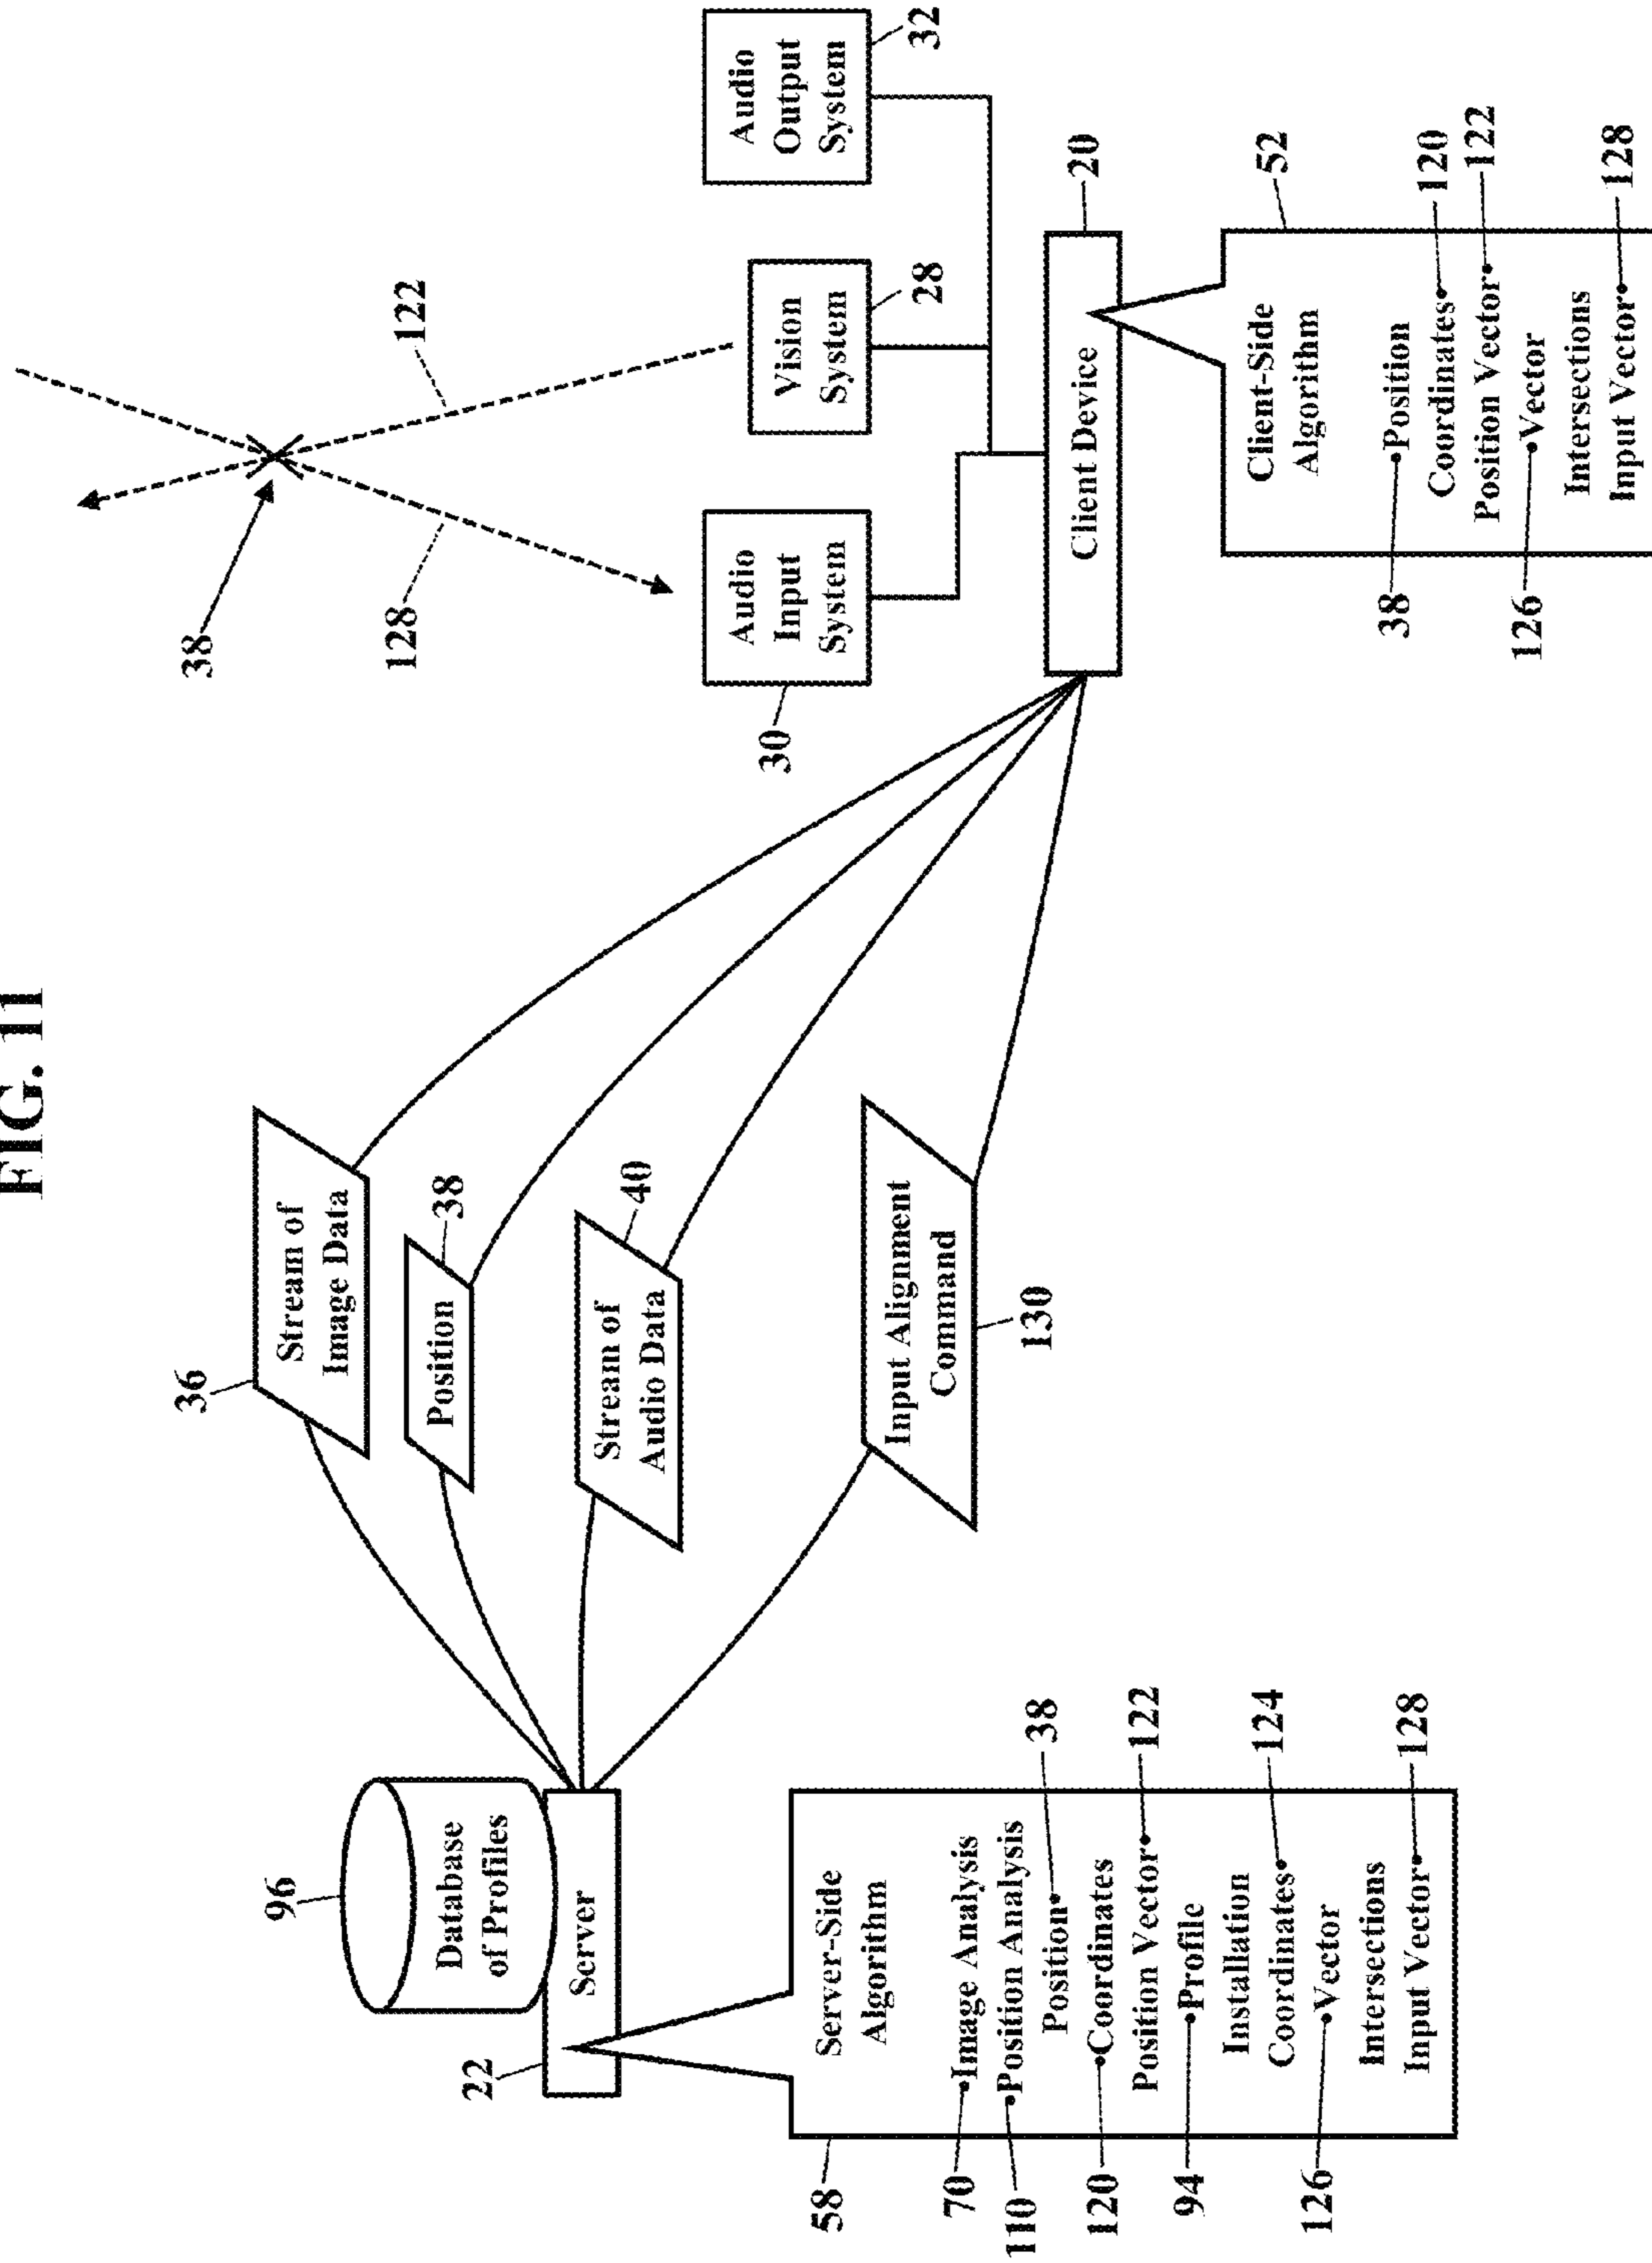 FIG. 11
96
Database
of Profiles
22
Server
58
Server-Side
Algorithm
70
Image Analysis
110
Position Analysis
Position
38
120
Coordinates
Position Vector
122
94
Profile
Installation
Coordinates
124
126
Vector
Intersections
Input Vector
128
36
Stream of
Image Data
Position
38
Stream of
Audio Data
40
Input Alignment
Command
130
38
128
122
30
Audio
Input
System
Vision
System
28
Audio
Output
System
32
Client Device
20
52
Client-Side
Algorithm
38
Position
Coordinates
120
Position Vector
122
126
Vector
Intersections
Input Vector
128